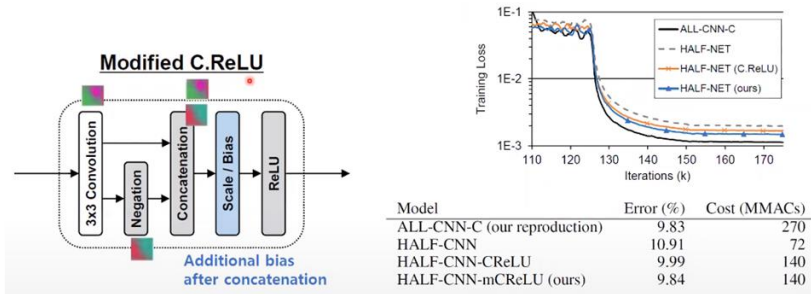 Modified C.ReLU
3x3 Convolution
Negation
Concatenation
Scale / Bias
ReLU
Additional bias
after concatenation
Training Loss
1E-1
1E-2
1E-3
110
120
130
140
150
160
170
Iterations (k)
ALL-CNN-C
HALF-NET
HALF-NET (C.ReLU)
HALF-NET (ours)
Model Error (%) Cost (MMACs)
ALL-CNN-C (our reproduction) 9.83 270
HALF-CNN 10.91 72
HALF-CNN-CReLU 9.99 140
HALF-CNN-mCReLU (ours) 9.84 140